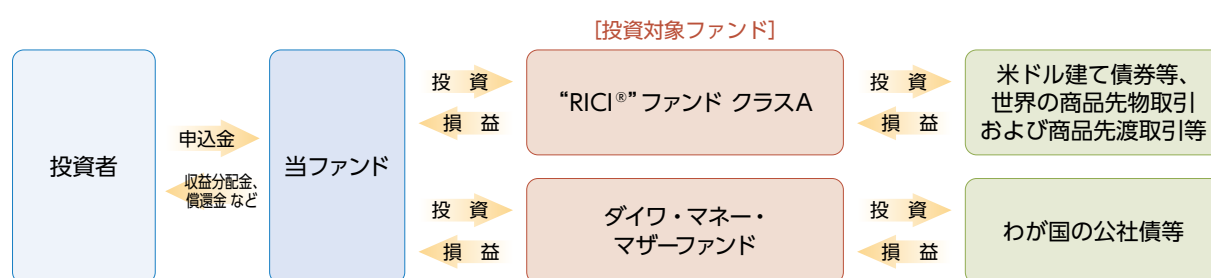 [投資対象ファンド]
投資者
申込金
収益分配金、
償還金 など
当ファンド
投 資
損 益
“RICI®”ファンド クラスA
投 資
損 益
米ドル建て債券等、
世界の商品先物取引
および商品先渡取引等
投 資
損 益
ダイワ・マネー・
マザーファンド
投 資
損 益
わが国の公社債等